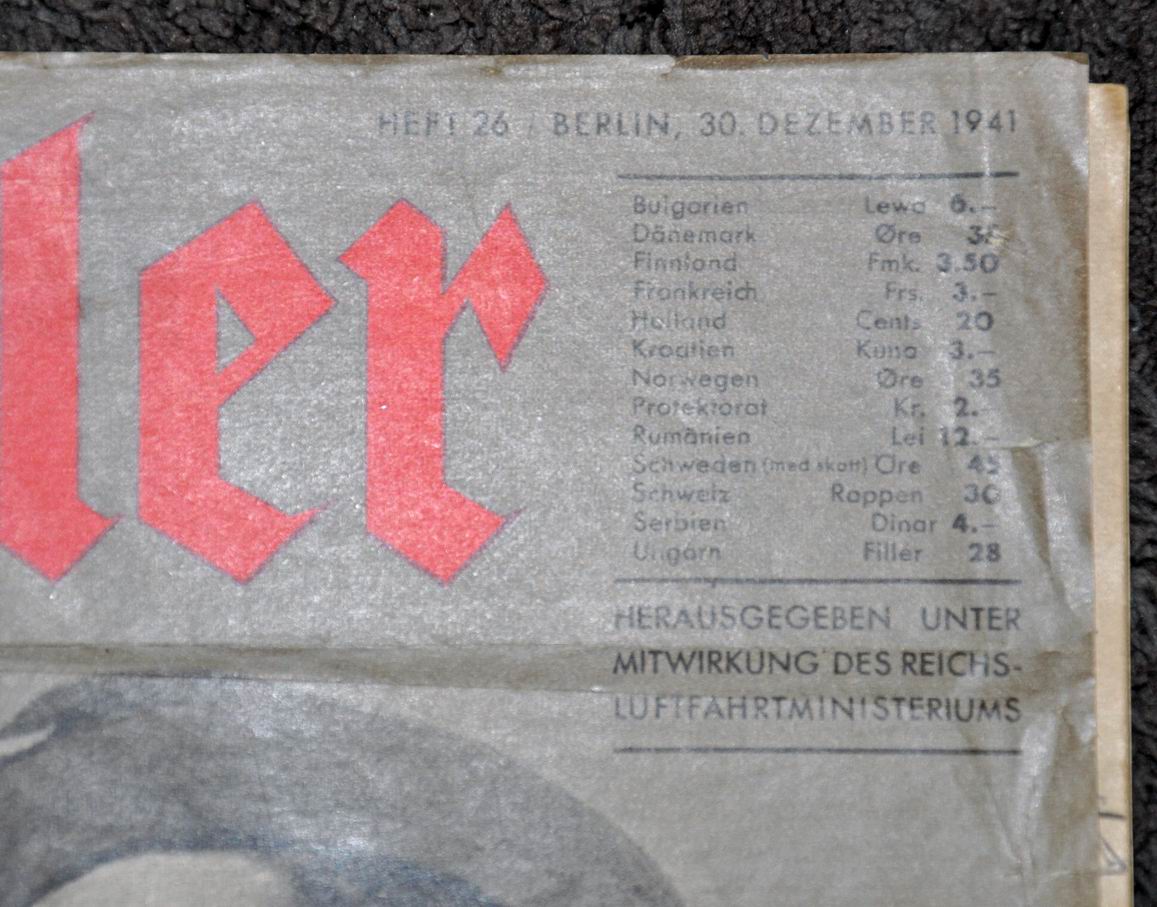 ler
HEFT 26 / BERLIN, 30. DEZEMBER 1941
Bulgarien Lewa 6.–
Dänemark Øre
Finnland Fmk. 3.50
Frankreich Frs. 3.–
Holland Cents 20
Kroatien Kuna 3.–
Norwegen Øre 35
Protektorat Kr. 2.–
Rumänien Lei 12.–
Schweden (med skatt) Öre 45
Schweiz Rappen 30
Serbien Dinar 4.–
Ungarn Filler 28
HERAUSGEGEBEN UNTER
MITWIRKUNG DES REICHS-
LUFTFAHRTMINISTERIUMS